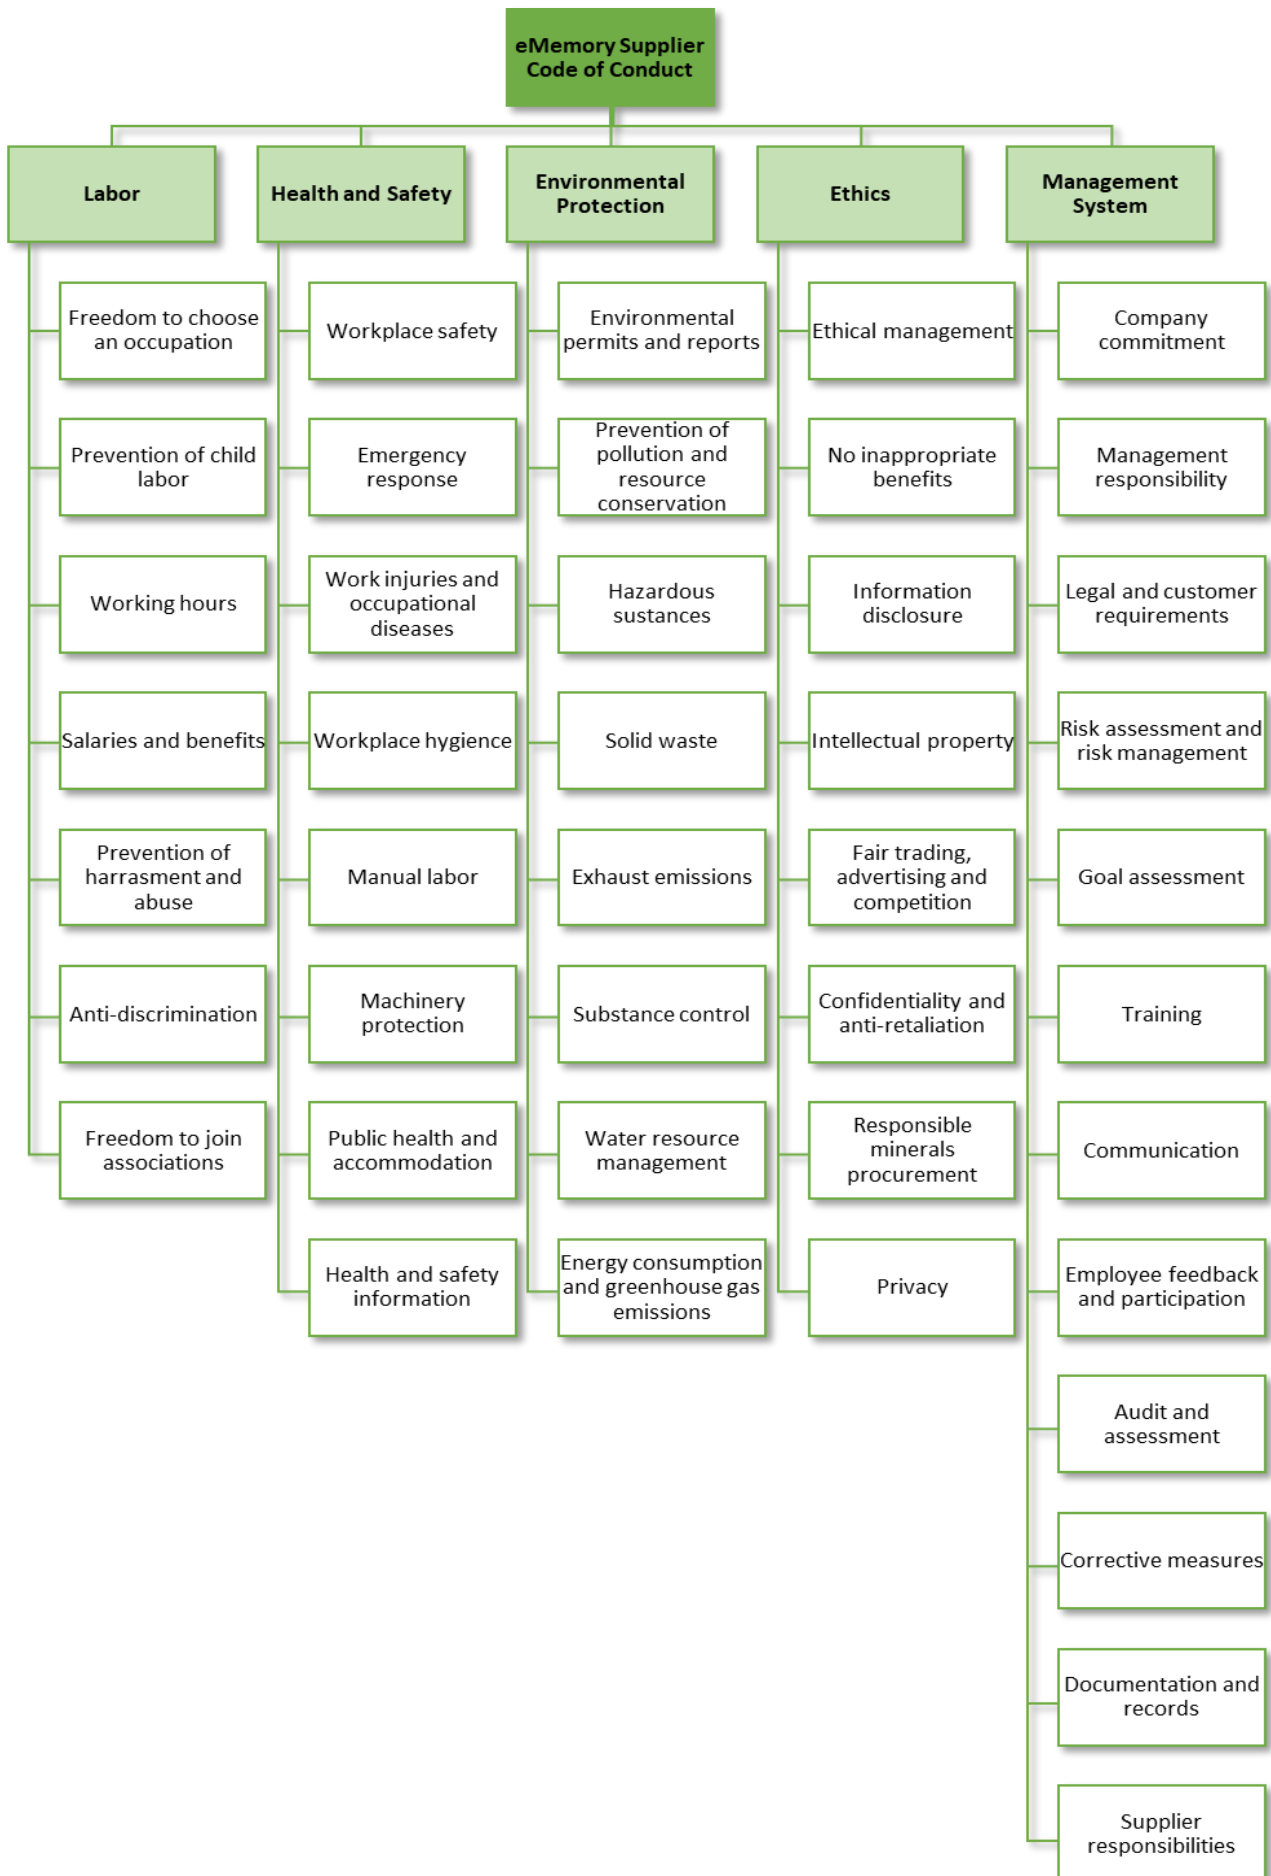 eMemory Supplier
Code of Conduct
Labor
Freedom to choose
an occupation
Prevention of child
labor
Working hours
Salaries and benefits
Prevention of
harrasment and
abuse
Anti-discrimination
Freedom to join
associations
Health and Safety
Workplace safety
Emergency
response
Work injuries and
occupational
diseases
Workplace hygience
Manual labor
Machinery
protection
Public health and
accommodation
Health and safety
information
Environmental
Protection
Environmental
permits and reports
Prevention of
pollution and
resource
conservation
Hazardous
sustances
Solid waste
Exhaust emissions
Substance control
Water resource
management
Energy consumption
and greenhouse gas
emissions
Ethics
Ethical management
No inappropriate
benefits
Information
disclosure
Intellectual property
Fair trading,
advertising and
competition
Confidentiality and
anti-retaliation
Responsible
minerals
procurement
Privacy
Management
System
Company
commitment
Management
responsibility
Legal and customer
requirements
Risk assessment and
risk management
Goal assessment
Training
Communication
Employee feedback
and participation
Audit and
assessment
Corrective measures
Documentation and
records
Supplier
responsibilities